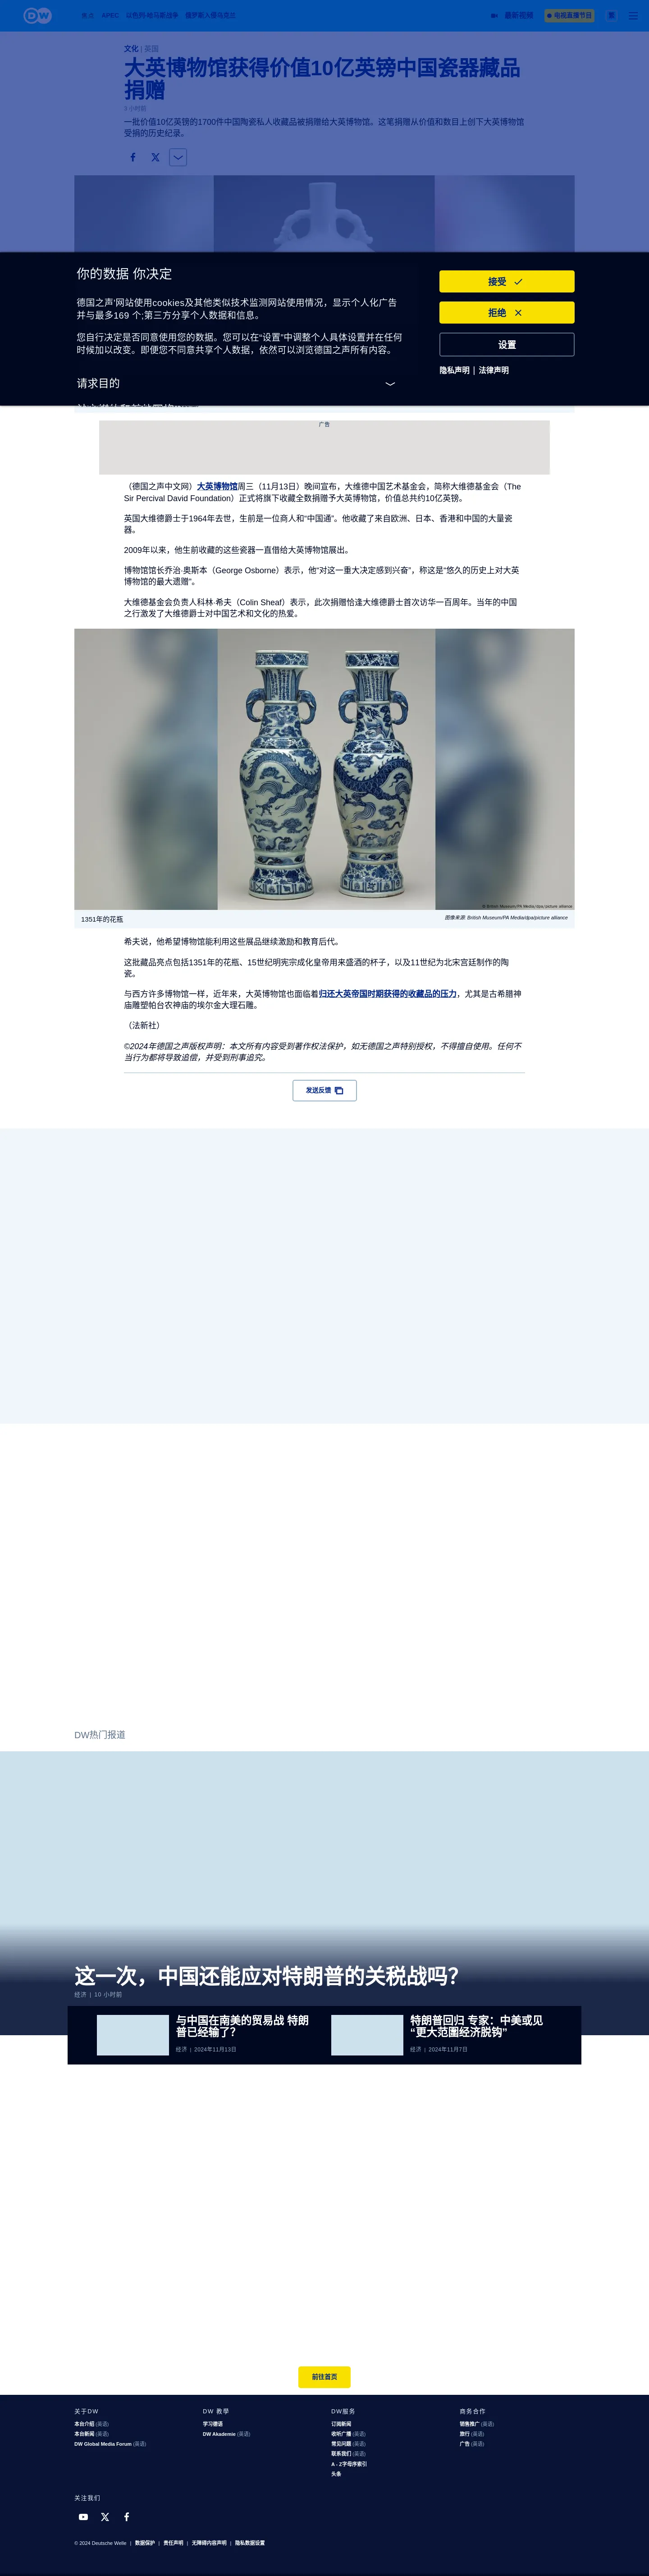 DW
焦点 APEC 以色列-哈马斯战争 俄罗斯入侵乌克兰
最新视频
电视直播节目
简
文化 | 英国
大英博物馆获得价值10亿英镑中国瓷器藏品
捐赠
3 小时前
一批价值10亿英镑的1700件中国陶瓷私人收藏品被捐赠给大英博物馆。这笔捐赠从价值和数目上创下大英博物馆
受捐的历史纪录。
你的数据 你决定
德国之声'网站使用cookies及其他类似技术监测网站使用情况，显示个人化广告
并与最多169 个;第三方分享个人数据和信息。
您自行决定是否同意使用您的数据。您可以在"设置"中调整个人具体设置并在任何
时候加以改变。即便您不同意共享个人数据，依然可以浏览德国之声所有内容。
请求目的
接受
拒绝
设置
隐私声明 | 法律声明
广告
（德国之声中文网）大英博物馆周三（11月13日）晚间宣布，大维德中国艺术基金会，简称大维德基金会（The
Sir Percival David Foundation）正式将旗下收藏全数捐赠予大英博物馆，价值总共约10亿英镑。
英国大维德爵士于1964年去世，生前是一位商人和"中国通"。他收藏了来自欧洲、日本、香港和中国的大量瓷
器。
2009年以来，他生前收藏的这些瓷器一直借给大英博物馆展出。
博物馆馆长乔治·奥斯本（George Osborne）表示，他"对这一重大决定感到兴奋"，称这是"悠久的历史上对大英
博物馆的最大遗赠"。
大维德基金会负责人科林·希夫（Colin Sheaf）表示，此次捐赠恰逢大维德爵士首次访华一百周年。当年的中国
之行激发了大维德爵士对中国艺术和文化的热爱。
© British Museum/PA Media/dpa/picture alliance
1351年的花瓶
图像来源: British Museum/PA Media/dpa/picture alliance
希夫说，他希望博物馆能利用这些展品继续激励和教育后代。
这批藏品亮点包括1351年的花瓶、15世纪明宪宗成化皇帝用来盛酒的杯子，以及11世纪为北宋宫廷制作的陶
瓷。
与西方许多博物馆一样，近年来，大英博物馆也面临着归还大英帝国时期获得的收藏品的压力，尤其是古希腊神
庙雕塑帕台农神庙的埃尔金大理石雕。
（法新社）
©2024年德国之声版权声明：本文所有内容受到著作权法保护，如无德国之声特别授权，不得擅自使用。任何不
当行为都将导致追偿，并受到刑事追究。
发送反馈
DW热门报道
这一次，中国还能应对特朗普的关税战吗？
经济 | 10 小时前
与中国在南美的贸易战 特朗
普已经输了？
经济 | 2024年11月13日
特朗普回归 专家：中美或见
“更大范围经济脱钩”
经济 | 2024年11月7日
前往首页
关于DW
本台介绍 (英语)
本台新闻 (英语)
DW Global Media Forum (英语)
DW 教學
学习德语
DW Akademie (英语)
DW服务
订阅新闻
收听广播 (英语)
常见问题 (英语)
联系我们 (英语)
A - Z字母序索引
头条
商务合作
销售推广 (英语)
旅行 (英语)
广告 (英语)
关注我们
© 2024 Deutsche Welle | 数据保护 | 责任声明 | 无障碍内容声明 | 隐私数据设置